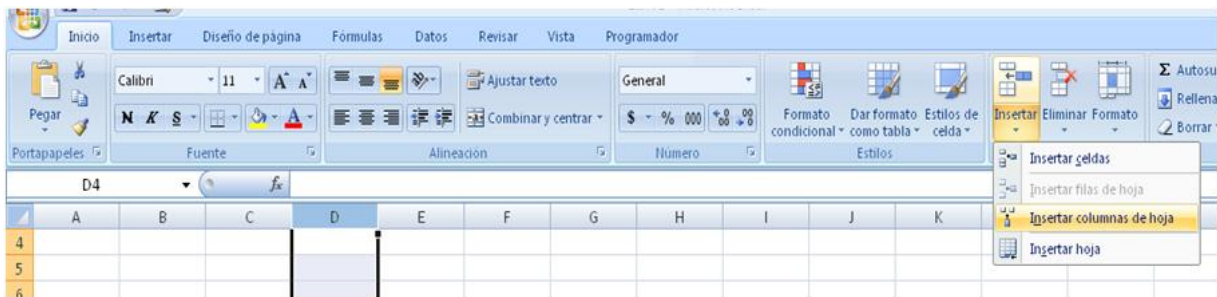 Inicio Insertar Diseño de página Fórmulas Datos Revisar Vista Programador
Calibri 11 A A Ajustar texto General Σ Autosu
Pegar Formato condicional Dar formato como tabla Estilos de celda Insertar Eliminar Formato Rellena
N K S A Combinar y centrar $ % 000 Borrar
Portapapeles Fuente Alineación Número Estilos
Insertar celdas
D4 fx
Insertar filas de hoja
A B C D E F G H I J K
Insertar columnas de hoja
4
Insertar hoja
5
6